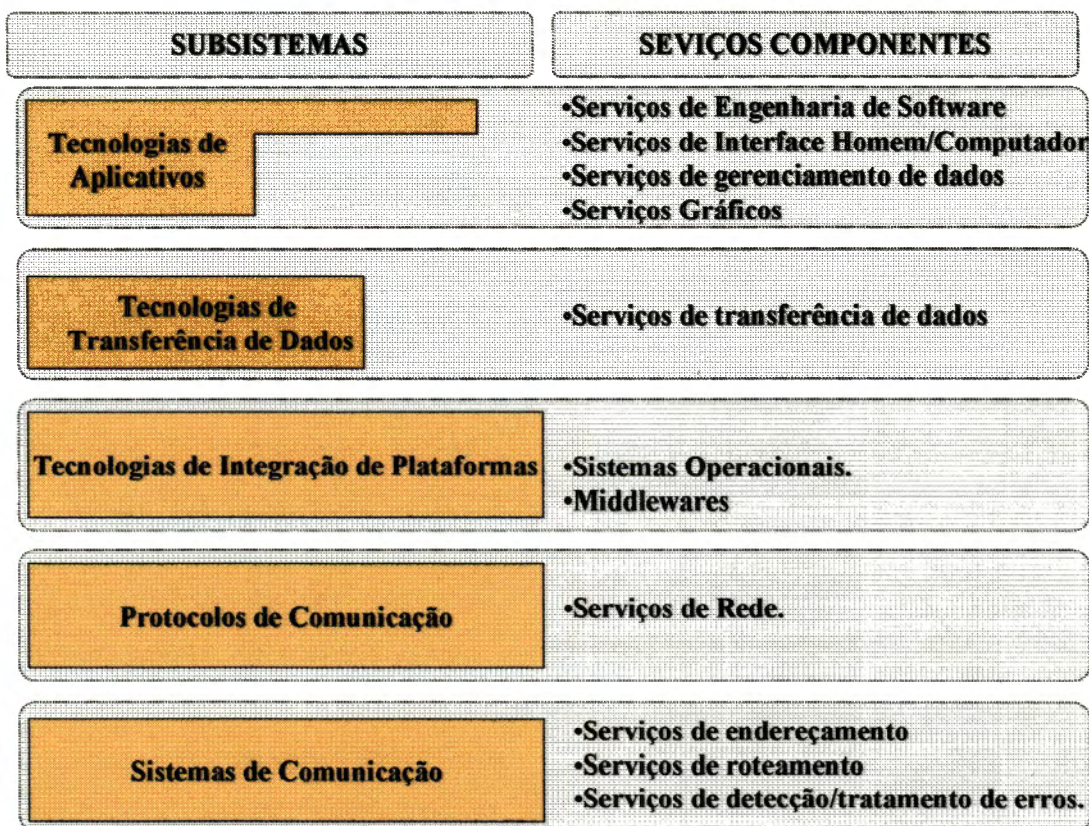 SUBSISTEMAS
SEVIÇOS COMPONENTES
Tecnologias de
Aplicativos
•Serviços de Engenharia de Software
•Serviços de Interface Homem/Computador
•Serviços de gerenciamento de dados
•Serviços Gráficos
Tecnologias de
Transferência de Dados
•Serviços de transferência de dados
Tecnologias de Integração de Plataformas
•Sistemas Operacionais.
•Middlewares
Protocolos de Comunicação
•Serviços de Rede.
Sistemas de Comunicação
•Serviços de endereçamento
•Serviços de roteamento
•Serviços de detecção/tratamento de erros.